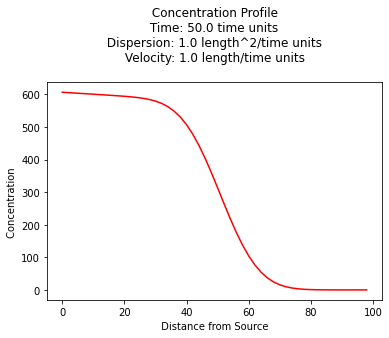 Concentration Profile
Time: 50.0 time units
Dispersion: 1.0 length^2/time units
Velocity: 1.0 length/time units
600
500
400
300
200
100
0
Concentration
0 20 40 60 80 100
Distance from Source